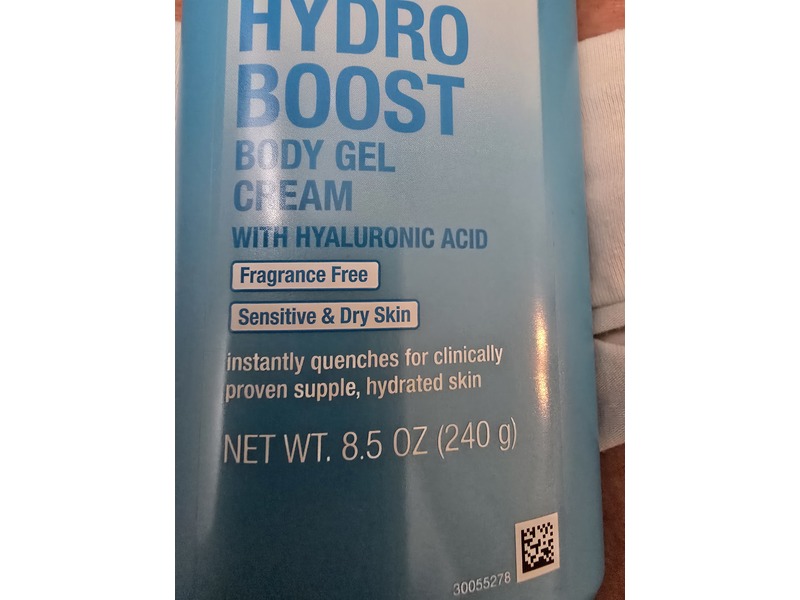 HYDRO
BOOST
BODY GEL
CREAM
WITH HYALURONIC ACID
Fragrance Free
Sensitive & Dry Skin
instantly quenches for clinically
proven supple, hydrated skin
NET WT. 8.5 OZ (240 g)
30055278